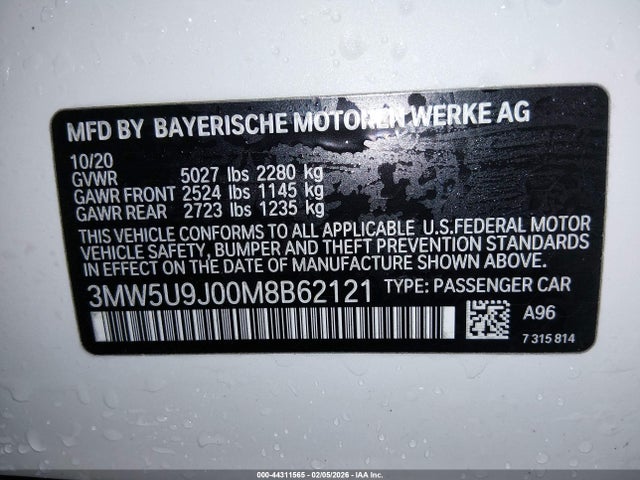 MFD BY BAYERISCHE MOTOREN WERKE AG
10/20
GVWR 5027 lbs 2280 kg
GAWR FRONT 2524 lbs 1145 kg
GAWR REAR 2723 lbs 1235 kg
THIS VEHICLE CONFORMS TO ALL APPLICABLE U.S.FEDERAL MOTOR
VEHICLE SAFETY, BUMPER AND THEFT PREVENTION STANDARDS
IN EFFECT ON THE DATE OF MANUFACTURE SHOWN ABOVE.
3MW5U9J00M8B62121 TYPE: PASSENGER CAR
A96
7 315 814
000-44311565 - 02/05/2026 - IAA Inc.